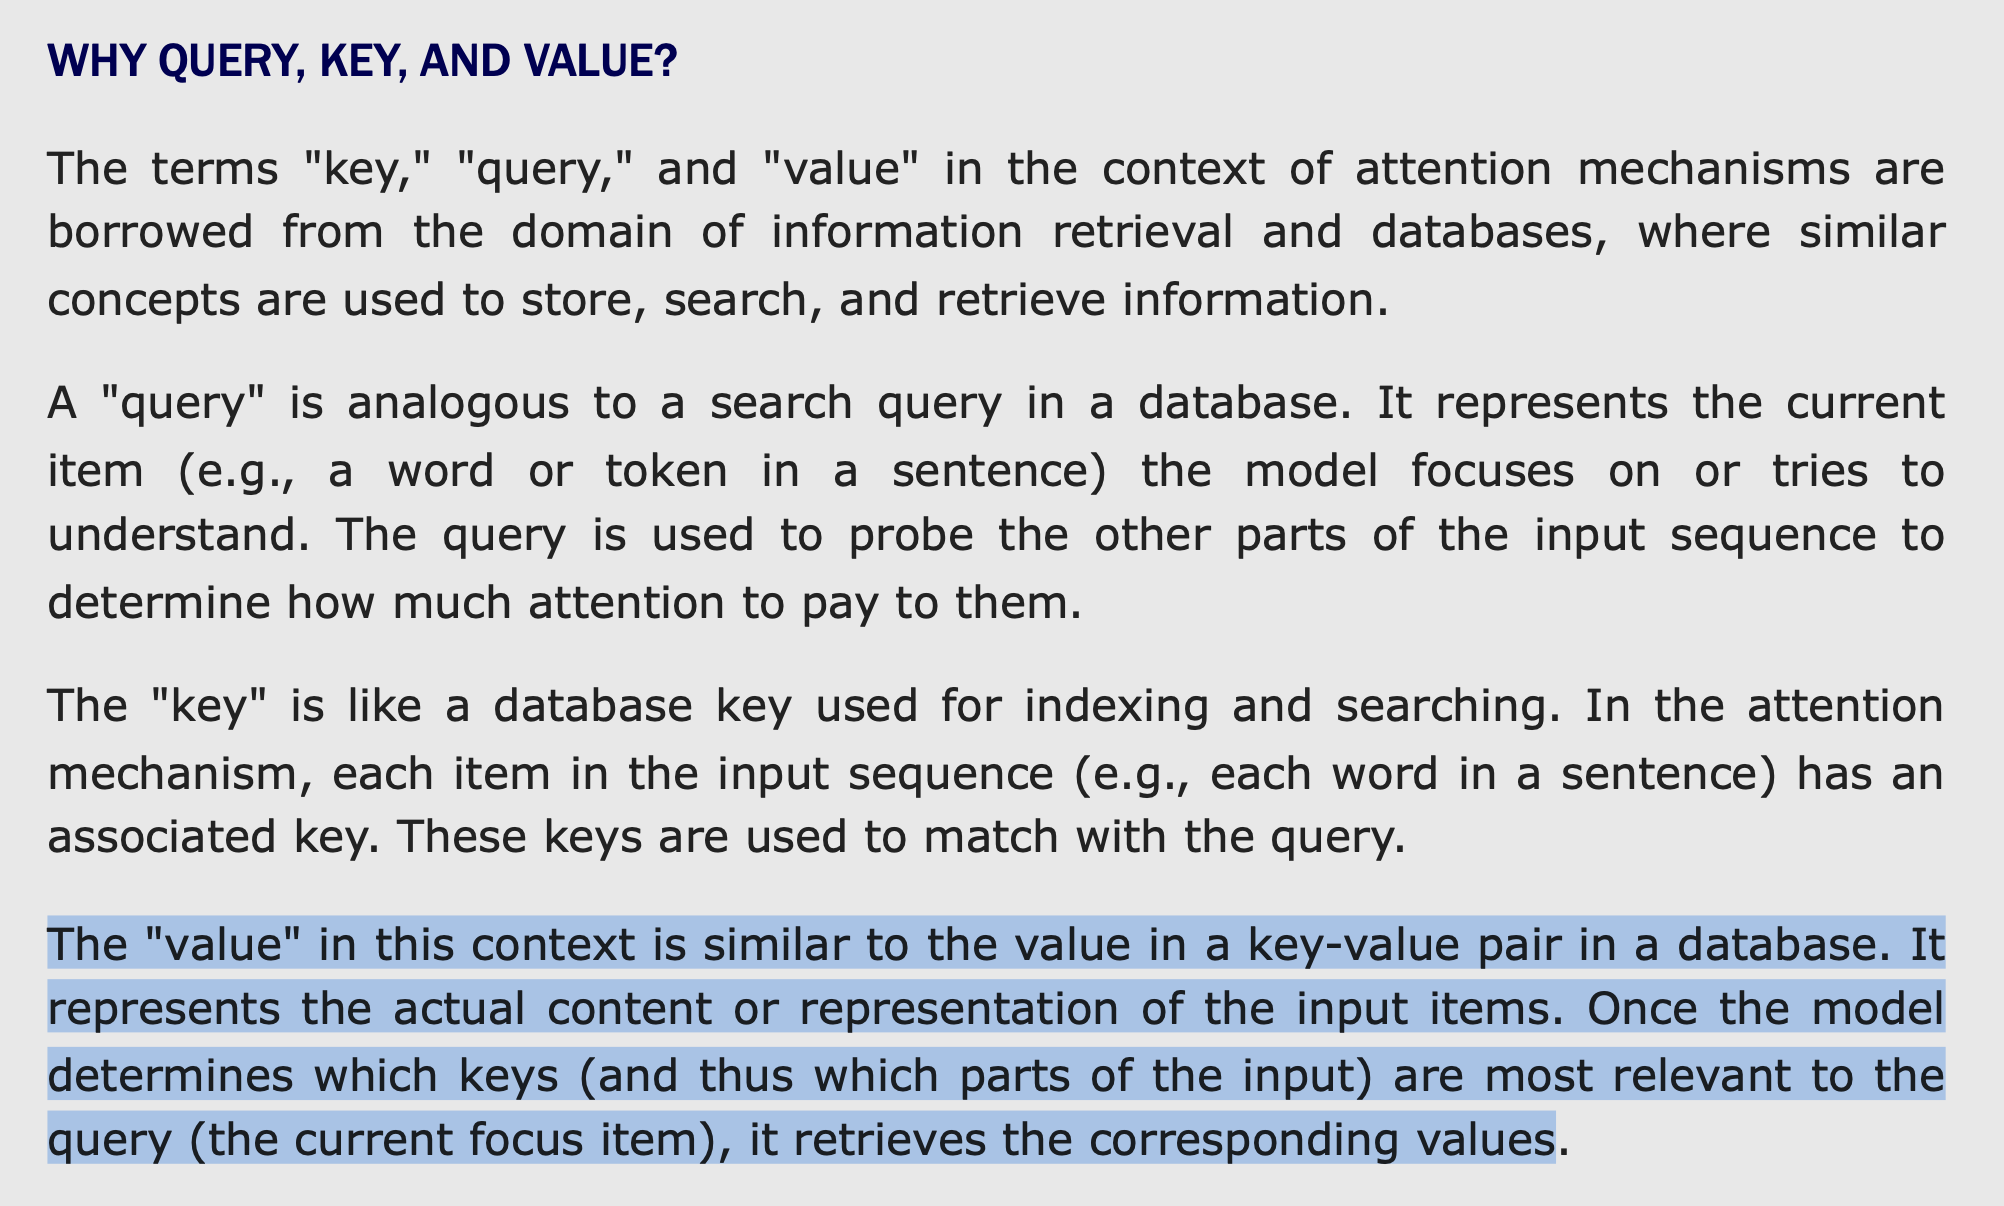 WHY QUERY, KEY, AND VALUE?
The terms "key," "query," and "value" in the context of attention mechanisms are
borrowed from the domain of information retrieval and databases, where similar
concepts are used to store, search, and retrieve information.
A "query" is analogous to a search query in a database. It represents the current
item (e.g., a word or token in a sentence) the model focuses on or tries to
understand. The query is used to probe the other parts of the input sequence to
determine how much attention to pay to them.
The "key" is like a database key used for indexing and searching. In the attention
mechanism, each item in the input sequence (e.g., each word in a sentence) has an
associated key. These keys are used to match with the query.
The "value" in this context is similar to the value in a key-value pair in a database. It
represents the actual content or representation of the input items. Once the model
determines which keys (and thus which parts of the input) are most relevant to the
query (the current focus item), it retrieves the corresponding values.